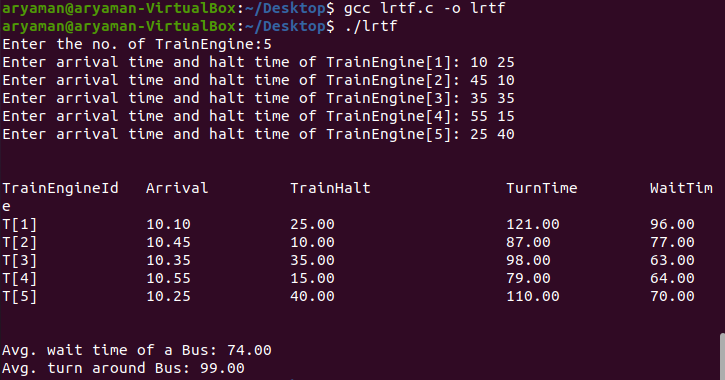 aryaman@aryaman-VirtualBox:~/Desktop$ gcc lrtf.c -o lrtf
aryaman@aryaman-VirtualBox:~/Desktop$ ./lrtf
Enter the no. of TrainEngine:5
Enter arrival time and halt time of TrainEngine[1]: 10 25
Enter arrival time and halt time of TrainEngine[2]: 45 10
Enter arrival time and halt time of TrainEngine[3]: 35 35
Enter arrival time and halt time of TrainEngine[4]: 55 15
Enter arrival time and halt time of TrainEngine[5]: 25 40
TrainEngineId Arrival TrainHalt TurnTime WaitTim
e
T[1] 10.10 25.00 121.00 96.00
T[2] 10.45 10.00 87.00 77.00
T[3] 10.35 35.00 98.00 63.00
T[4] 10.55 15.00 79.00 64.00
T[5] 10.25 40.00 110.00 70.00
Avg. wait time of a Bus: 74.00
Avg. turn around Bus: 99.00